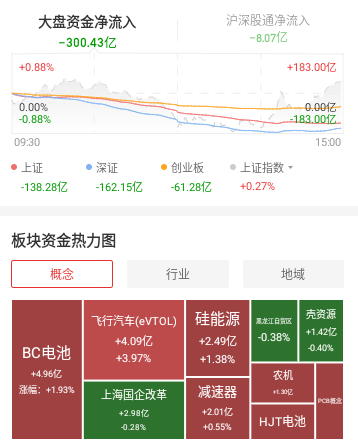 大盘资金净流入
沪深股通净流入
-300.43亿
-8.07亿
+0.88%
+183.00亿
0.00%
0.00亿
-0.88%
-183.00亿
09:30
15:00
上证
深证
创业板
上证指数
-138.28亿
-162.15亿
-61.28亿
+0.27%
板块资金热力图
概念
行业
地域
BC电池
+4.96亿
涨幅：+1.93%
飞行汽车(eVTOL)
+4.09亿
+3.97%
上海国企改革
+2.98亿
-0.28%
硅能源
+2.49亿
+1.38%
减速器
+2.01亿
+0.55%
黑龙江自贸区
-0.38%
壳资源
+1.42亿
-0.40%
农机
+1.30亿
HJT电池
PCB概念